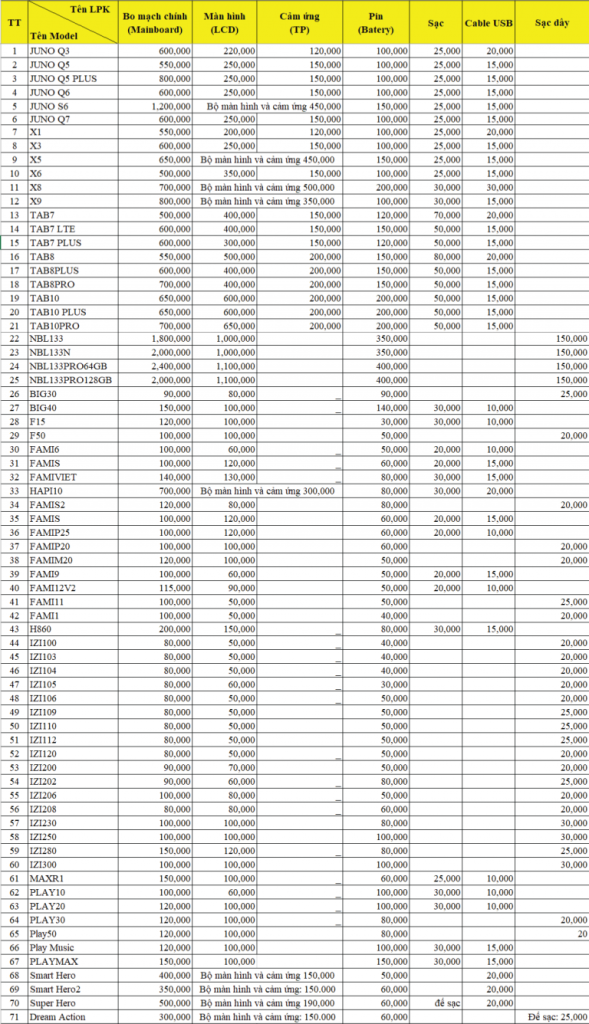 TT Tên LPK Tên Model Bo mạch chính (Mainboard) Màn hình (LCD) Cảm ứng (TP) Pin (Batery) Sạc Cable USB Sạc dây
1 JUNO Q3 600,000 220,000 120,000 100,000 25,000 20,000
2 JUNO Q5 550,000 250,000 150,000 100,000 25,000 15,000
3 JUNO Q5 PLUS 800,000 250,000 150,000 100,000 25,000 15,000
4 JUNO Q6 600,000 250,000 150,000 100,000 25,000 15,000
5 JUNO S6 1,200,000 Bộ màn hình và cảm ứng 450,000 150,000 25,000 15,000
6 JUNO Q7 600,000 250,000 150,000 100,000 25,000 15,000
7 X1 550,000 200,000 120,000 100,000 25,000 20,000
8 X3 600,000 250,000 150,000 100,000 25,000 15,000
9 X5 650,000 Bộ màn hình và cảm ứng 450.000 150,000 25,000 15,000
10 X6 500,000 350,000 150,000 100,000 25,000 15,000
11 X8 700,000 Bộ màn hình và cảm ứng 500,000 200,000 30,000 30,000
12 X9 800,000 Bộ màn hình và cảm ứng 350,000 100,000 30,000 15,000
13 TAB7 500,000 400,000 150,000 120,000 70,000 20,000
14 TAB7 LTE 600,000 400,000 150,000 150,000 50,000 15,000
15 TAB7 PLUS 600,000 300,000 150,000 120,000 50,000 15,000
16 TAB8 550,000 500,000 200,000 150,000 80,000 20,000
17 TAB8PLUS 600,000 400,000 200,000 150,000 50,000 15,000
18 TAB8PRO 700,000 400,000 200,000 150,000 50,000 15,000
19 TAB10 650,000 600,000 200,000 200,000 50,000 15,000
20 TAB10 PLUS 650,000 600,000 200,000 200,000 50,000 15,000
21 TAB10PRO 700,000 650,000 200,000 200,000 50,000 15,000
22 NBL133 1,800,000 1,000,000 350,000 150,000
23 NBL133N 2,000,000 1,000,000 350,000 150,000
24 NBL133PRO64GB 2,400,000 1,100,000 400,000 150,000
25 NBL133PRO128GB 2,000,000 1,100,000 400,000 150,000
26 BIG30 90,000 80,000 _ 90,000 25,000
27 BIG40 150,000 100,000 _ 140,000 30,000 10,000
28 F15 120,000 100,000 30,000 30,000 10,000
29 F50 100,000 100,000 50,000 20,000
30 FAMI6 100,000 60,000 _ 50,000 20,000 10,000
31 FAMIS 100,000 120,000 _ 60,000 20,000 15,000
32 FAMIVIET 140,000 130,000 _ 80,000 30,000 15,000
33 HAPI10 700,000 Bộ màn hình và cảm ứng 300,000 80,000 30,000 20,000
34 FAMIS2 120,000 80,000 80,000 20,000
35 FAMIS 100,000 120,000 60,000 20,000 15,000
36 FAMIP25 100,000 120,000 60,000 20,000 10,000
37 FAMIP20 100,000 100,000 60,000 20,000
38 FAMIM20 120,000 100,000 50,000 20,000
39 FAMI9 100,000 60,000 50,000 20,000 15,000
40 FAMI12V2 115,000 90,000 50,000 20,000 10,000
41 FAMI11 100,000 50,000 50,000 25,000
42 FAMI1 100,000 50,000 40,000 20,000
43 H860 200,000 150,000 _ 80,000 30,000 15,000
44 IZI100 80,000 50,000 _ 40,000 20,000
45 IZI103 80,000 50,000 _ 40,000 20,000
46 IZI104 80,000 50,000 _ 40,000 20,000
47 IZI105 80,000 60,000 _ 30,000 20,000
48 IZI106 80,000 50,000 _ 50,000 20,000
49 IZI109 80,000 50,000 50,000 25,000
50 IZI110 80,000 50,000 50,000 25,000
51 IZI112 80,000 50,000 50,000 25,000
52 IZI120 80,000 50,000 _ 50,000 20,000
53 IZI200 90,000 70,000 50,000 20,000
54 IZI202 90,000 60,000 80,000 25,000
55 IZI206 100,000 80,000 _ 50,000 20,000
56 IZI208 80,000 80,000 _ 60,000 20,000
57 IZI230 100,000 100,000 80,000 30,000
58 IZI250 100,000 100,000 100,000 30,000
59 IZI280 150,000 120,000 _ 80,000 25,000
60 IZI300 100,000 100,000 100,000 30,000
61 MAXR1 150,000 100,000 _ 60,000 25,000 10,000
62 PLAY10 100,000 60,000 _ 100,000 30,000 10,000
63 PLAY20 120,000 100,000 _ 100,000 30,000 10,000
64 PLAY30 120,000 100,000 _ 80,000 20,000
65 Play50 120,000 100,000 80,000 20
66 Play Music 120,000 100,000 100,000 30,000 15,000
67 PLAYMAX 150,000 100,000 150,000 30,000 15,000
68 Smart Hero 400,000 Bộ màn hình và cảm ứng 150,000 50,000 20,000
69 Smart Hero2 350,000 Bộ màn hình và cảm ứng: 150.000 60,000 20,000
70 Super Hero 500,000 Bộ màn hình và cảm ứng 190,000 60,000 đế sạc 20,000
71 Dream Action 300,000 Bộ màn hình và cảm ứng: 150.000 60,000 Đế sạc: 25,000